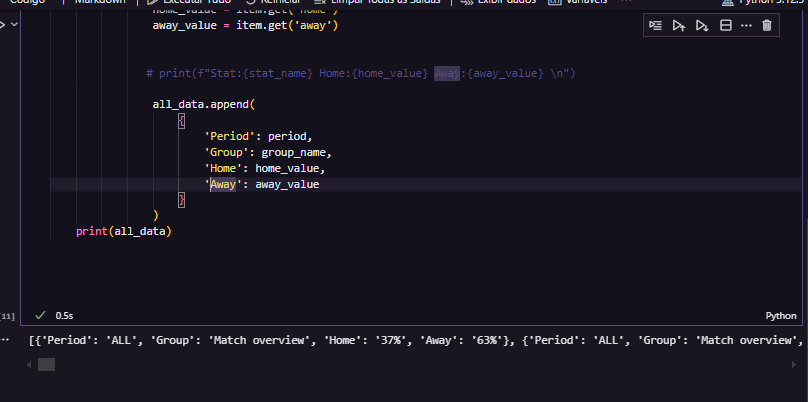 Código Markdown Executar Tudo Reiniciar Limpar Todas as Saídas Exibir dados Variáveis ... Python 3.12.3
home_value = item.get('home')
away_value = item.get('away')
# print(f"Stat:{stat_name} Home:{home_value} Away:{away_value} \n")
all_data.append(
{
'Period': period,
'Group': group_name,
'Home': home_value,
'Away': away_value
}
)
print(all_data)
[11] 0.5s Python
[{'Period': 'ALL', 'Group': 'Match overview', 'Home': '37%', 'Away': '63%'}, {'Period': 'ALL', 'Group': 'Match overview',